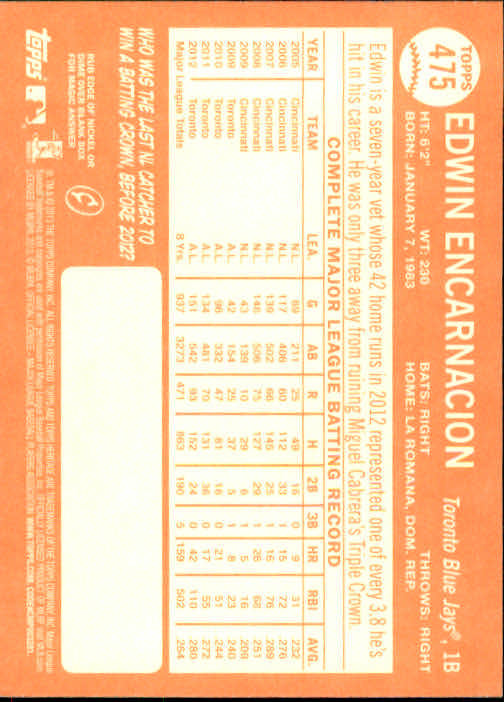 TOPPS
475
EDWIN ENCARNACION Toronto Blue Jays®, 1B
HT: 6'2" WT: 230 BATS: RIGHT THROWS: RIGHT
BORN: JANUARY 7, 1983 HOME: LA ROMANA, DOM. REP.
Edwin is a seven-year vet whose 42 home runs in 2012 represented one of every 3.8 he's
hit in his career. He was only three away from ruining Miguel Cabrera's Triple Crown.
COMPLETE MAJOR LEAGUE BATTING RECORD
YEAR TEAM LEA. G AB R H 2B 3B HR RBI AVG.
2005 Cincinnati N.L. 69 211 25 49 16 0 9 31 .232
2006 Cincinnati N.L. 117 406 60 112 33 1 15 72 .276
2007 Cincinnati N.L. 139 502 66 145 25 1 16 76 .289
2008 Cincinnati N.L. 146 506 75 127 29 1 26 68 .251
2009 Cincinnati N.L. 43 139 10 29 6 1 5 16 .209
2009 Toronto A.L. 42 154 25 37 5 1 8 23 .240
2010 Toronto A.L. 96 332 47 81 16 0 21 51 .244
2011 Toronto A.L. 134 481 70 131 36 0 17 55 .272
2012 Toronto A.L. 151 542 93 152 24 0 42 110 .280
Major League Totals 8 Yrs. 937 3273 471 863 190 5 159 502 .264
WHO WAS THE LAST NL CATCHER TO
WIN A BATTING CROWN, BEFORE 2012?
RUB EDGE OF NICKEL OR
DIME OVER BLANK BOX
FOR MAGIC ANSWER
topps